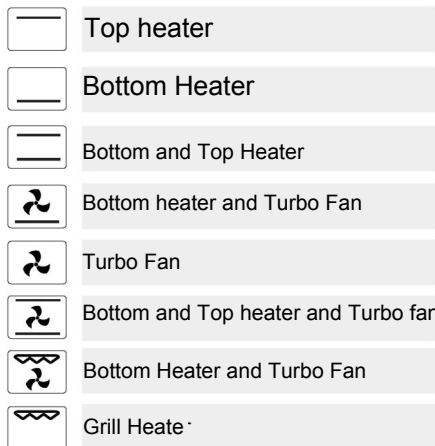 Top heater
Bottom Heater
Bottom and Top Heater
Bottom heater and Turbo Fan
Turbo Fan
Bottom and Top heater and Turbo fan
Bottom Heater and Turbo Fan
Grill Heate